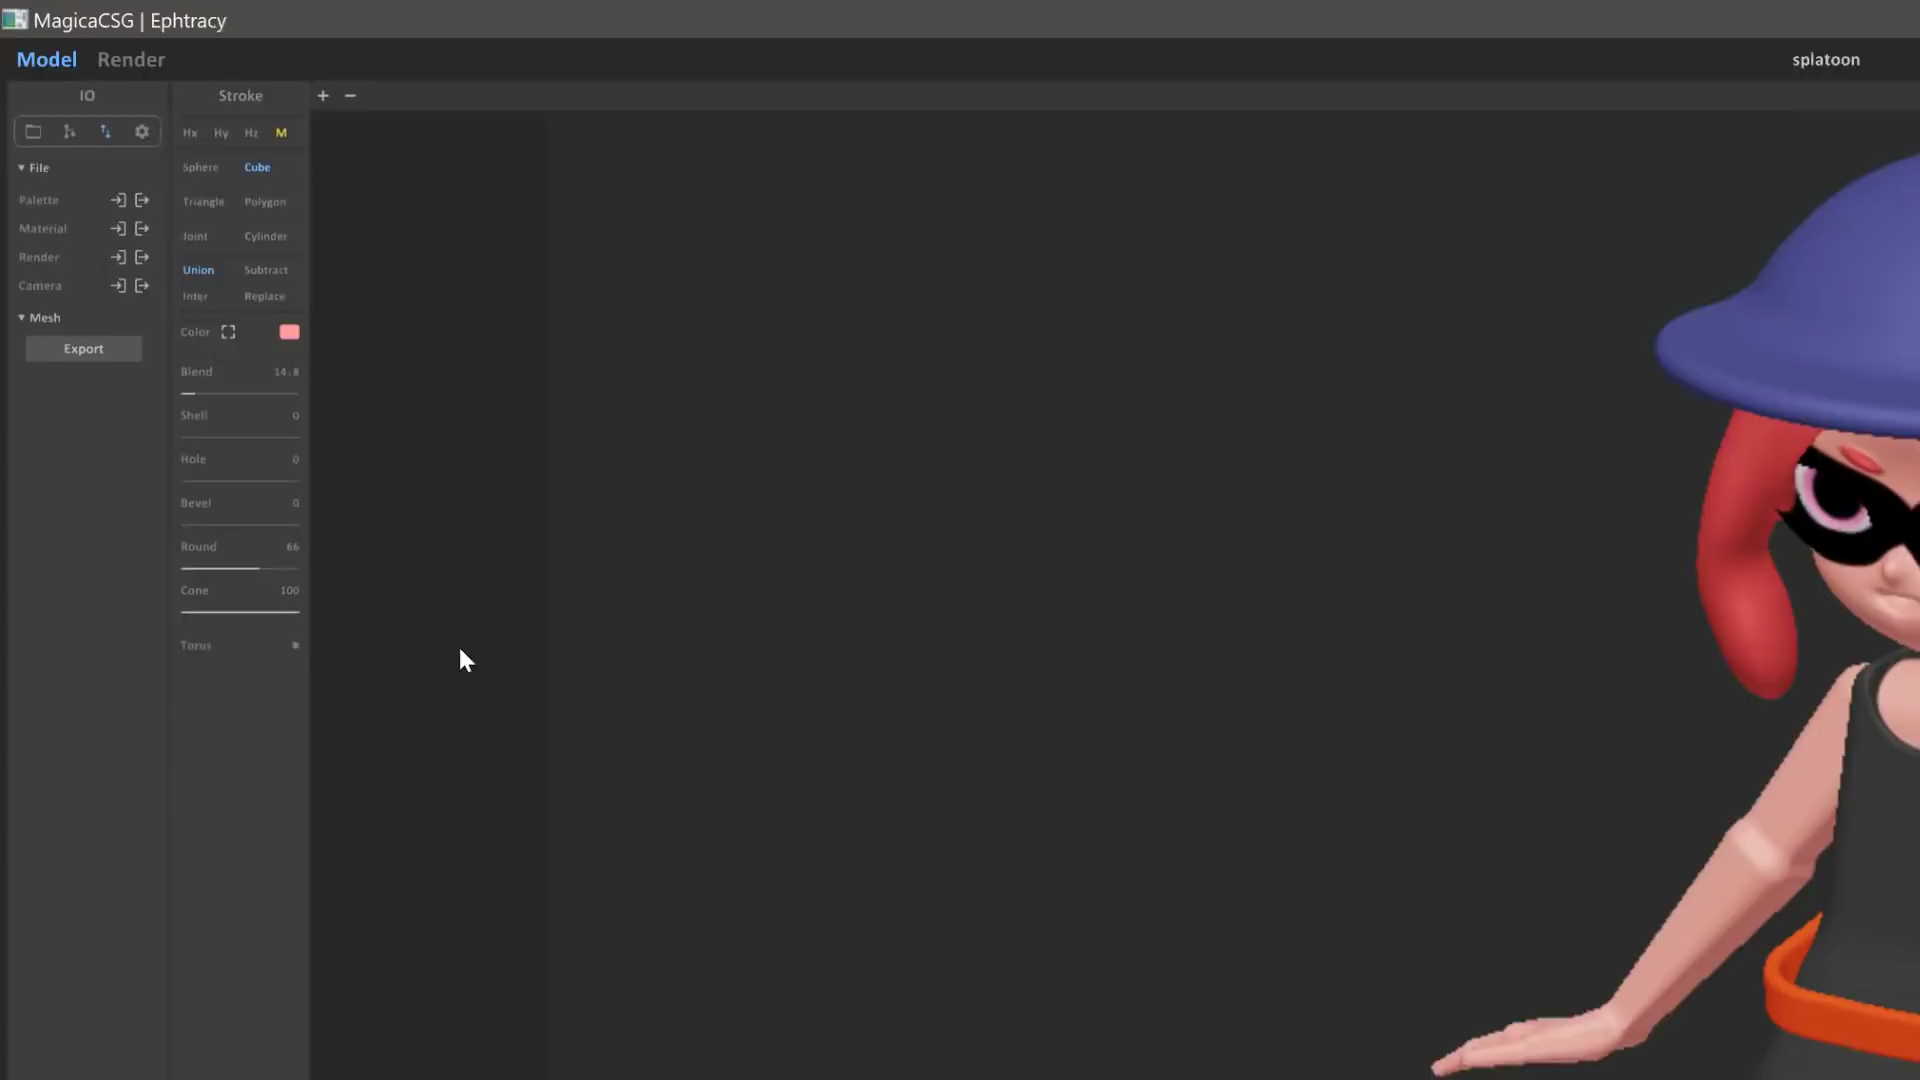 MagicaCSG | Ephtracy
Model Render
splatoon
IO
Stroke
+ −
Hx Hy Hz M
File
Sphere Cube
Palette
Triangle Polygon
Material
Joint Cylinder
Render
Union Subtract
Camera
Inter Replace
Mesh
Color
Export
Blend 14.8
Shell 0
Hole 0
Bevel 0
Round 66
Cone 100
Torus